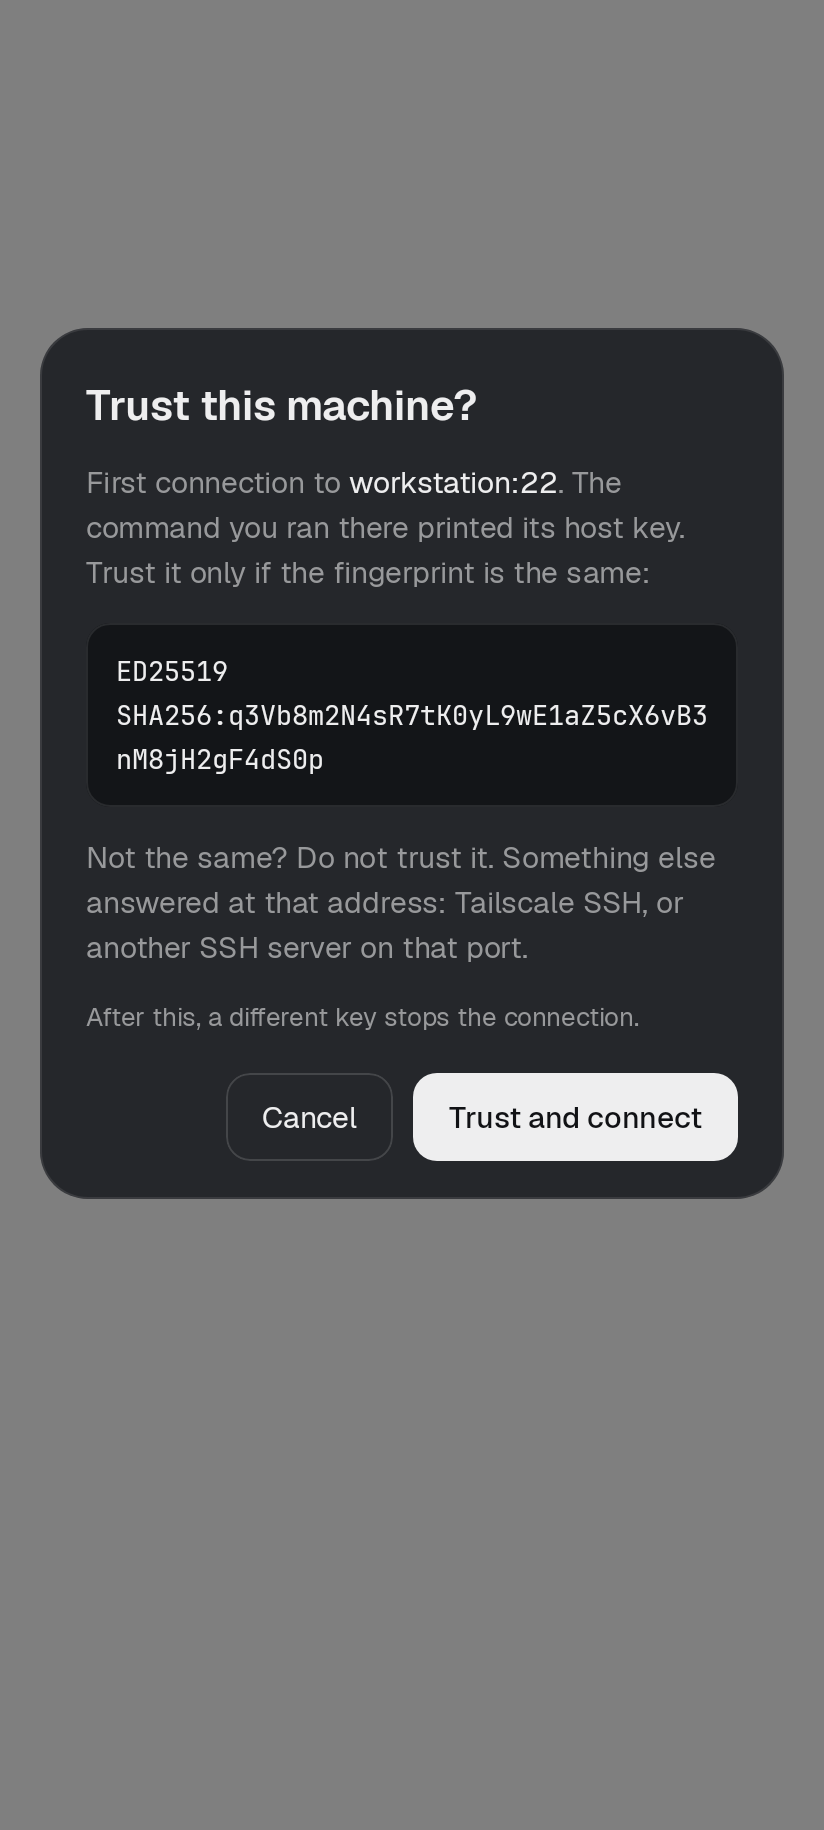 Trust this machine?
First connection to workstation:22. The
command you ran there printed its host key.
Trust it only if the fingerprint is the same:
ED25519
SHA256:q3Vb8m2N4sR7tK0yL9wE1aZ5cX6vB3
nM8jH2gF4dS0p
Not the same? Do not trust it. Something else
answered at that address: Tailscale SSH, or
another SSH server on that port.
After this, a different key stops the connection.
Cancel
Trust and connect